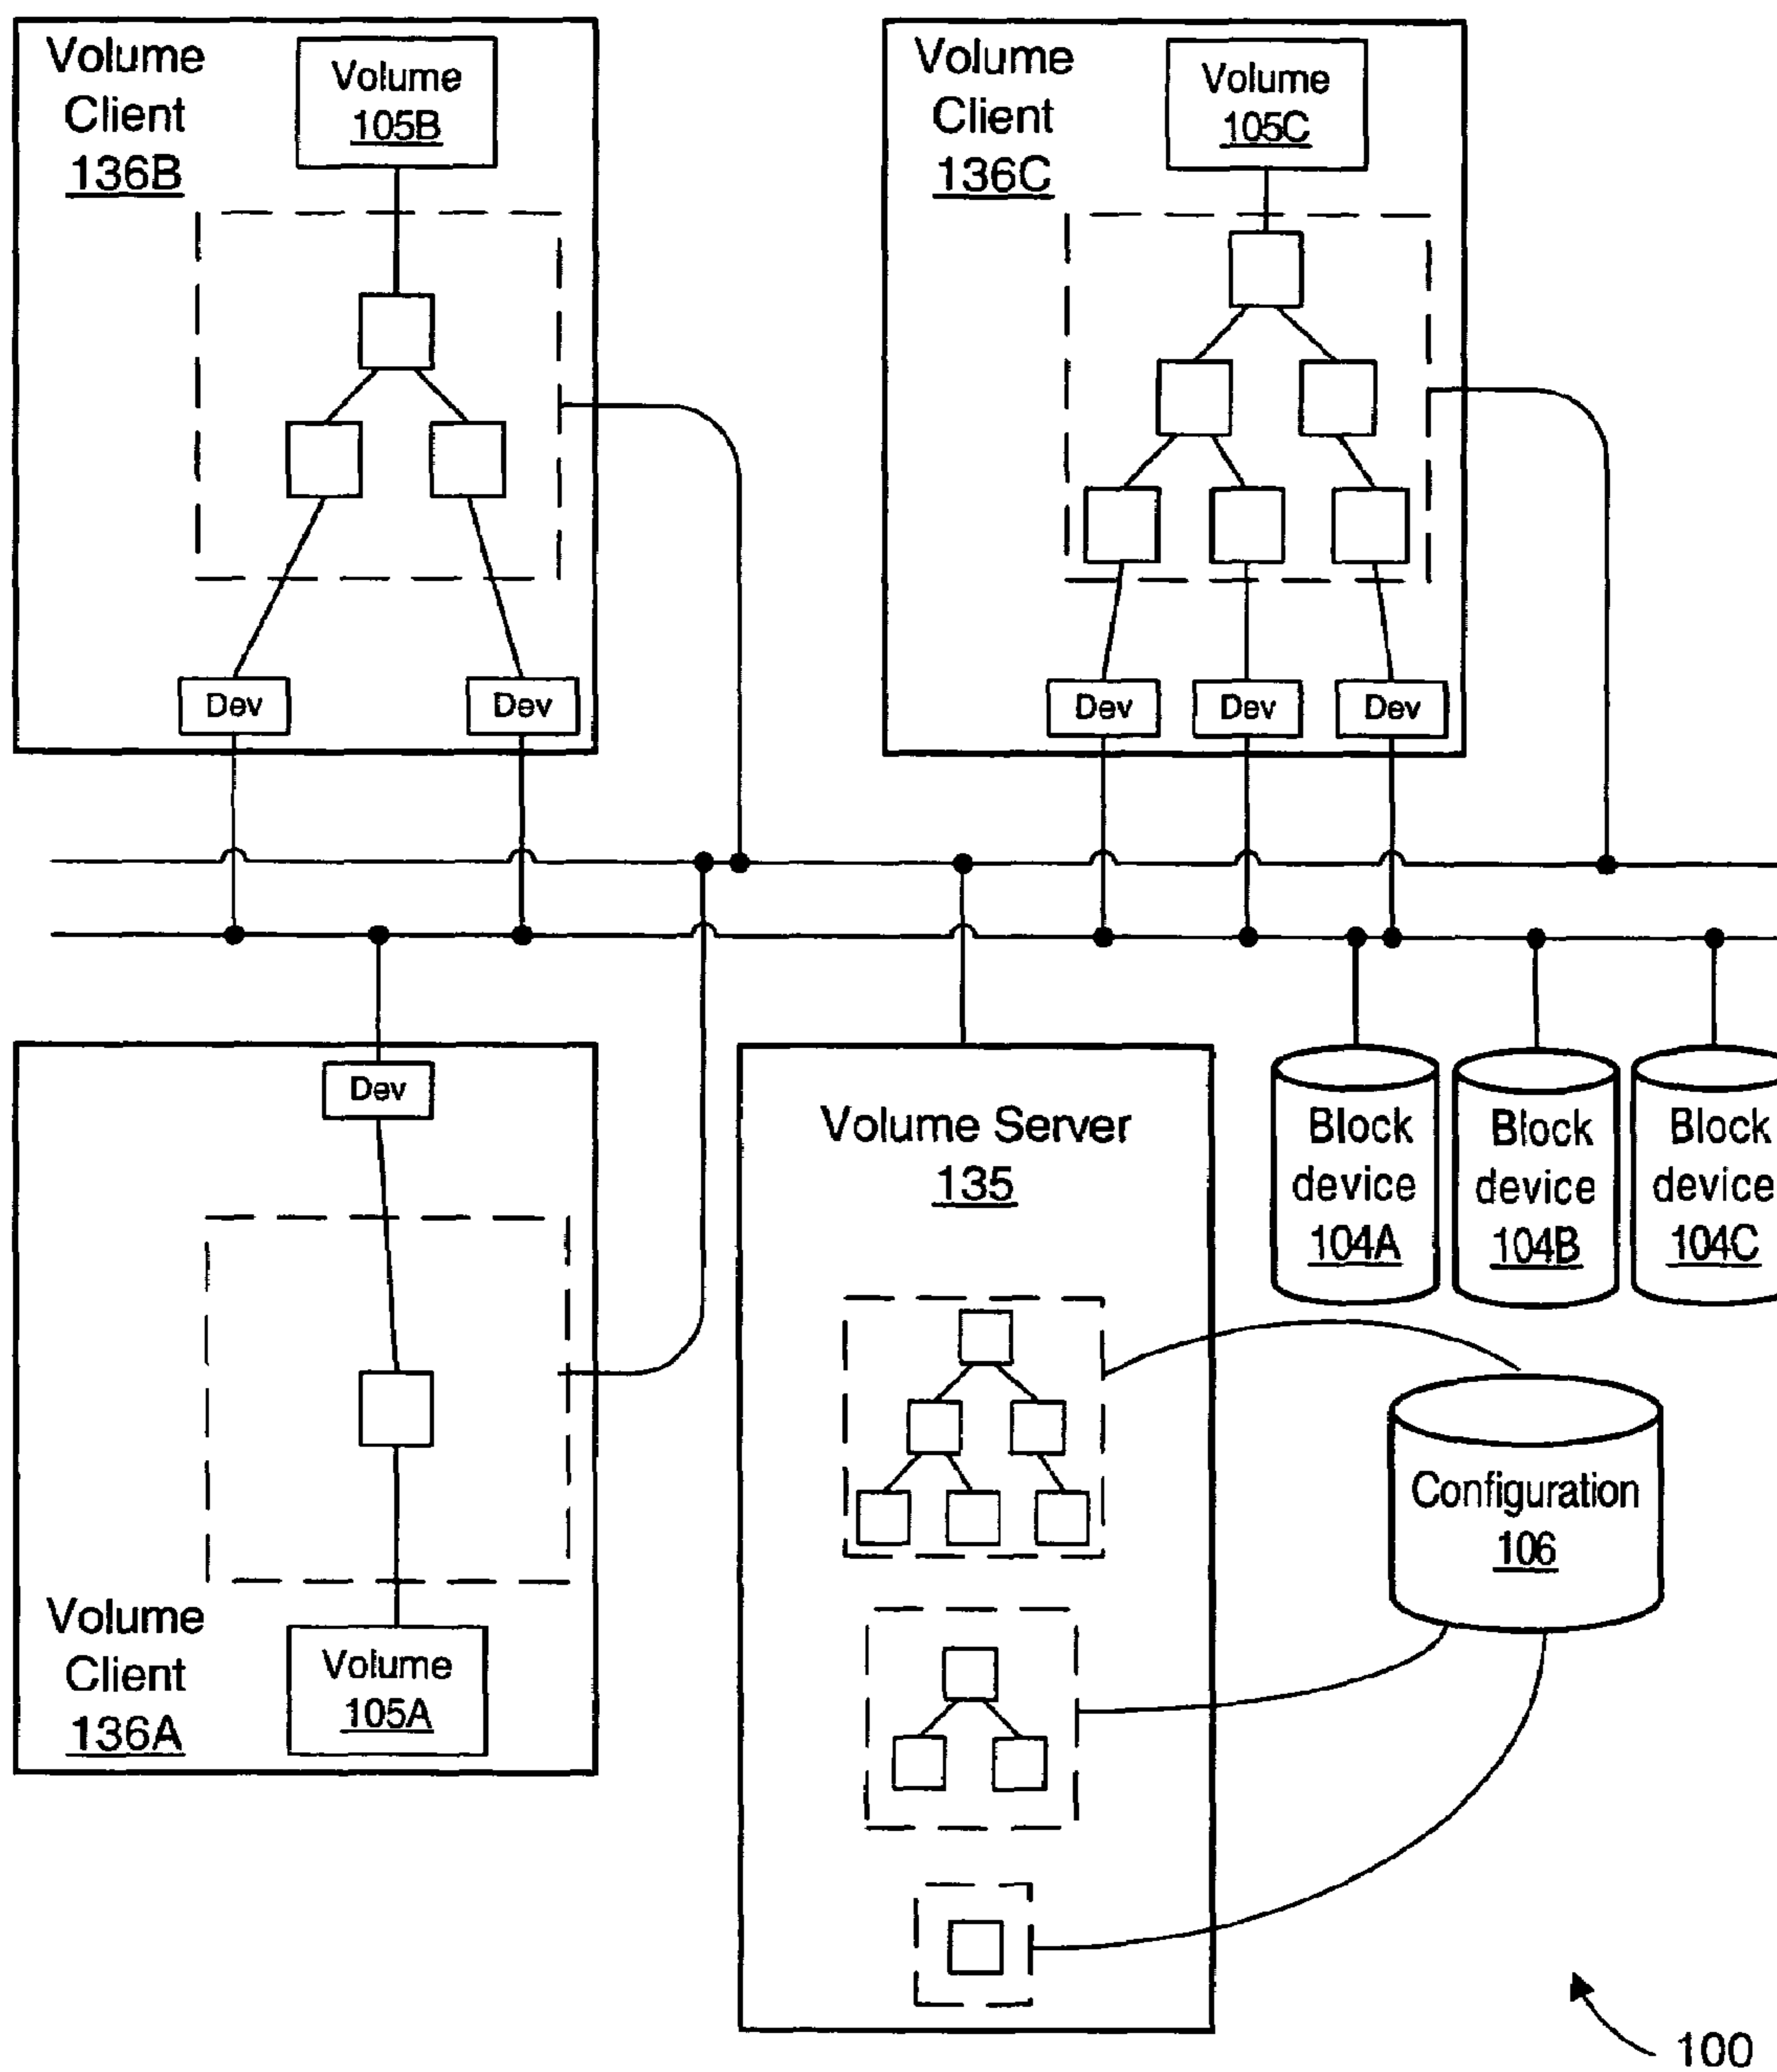 Volume
Client
136B
Volume
105B
Dev
Dev
Volume
Client
136C
Volume
105C
Dev
Dev
Dev
Dev
Volume
Client
136A
Volume
105A
Volume Server
135
Block
device
104A
Block
device
104B
Block
device
104C
Configuration
106
100